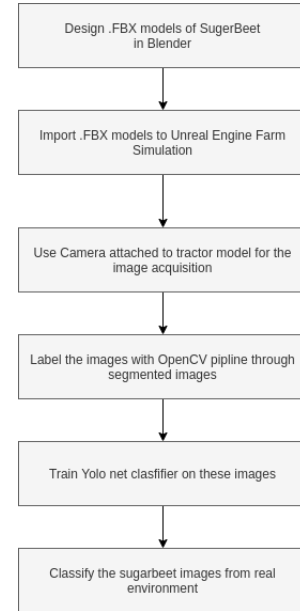 Design .FBX models of SugerBeet
in Blender
Import .FBX models to Unreal Engine Farm
Simulation
Use Camera attached to tractor model for the
image acquisition
Label the images with OpenCV pipline through
segmented images
Train Yolo net clasfifier on these images
Classify the sugarbeet images from real
environment